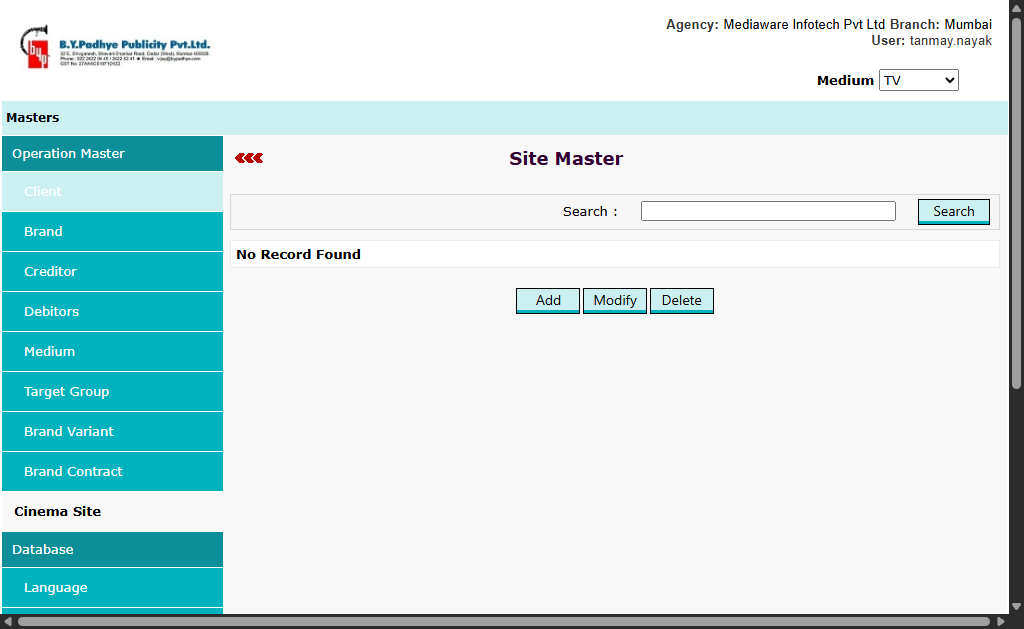 Agency: Mediaware Infotech Pvt Ltd Branch: Mumbai
User: tanmay.nayak
B.Y.Padhye Publicity Pvt.Ltd.
Medium TV
Masters
Operation Master
Client
Brand
Creditor
Debitors
Medium
Target Group
Brand Variant
Brand Contract
Cinema Site
Database
Language
Site Master
Search :
Search
No Record Found
Add Modify Delete